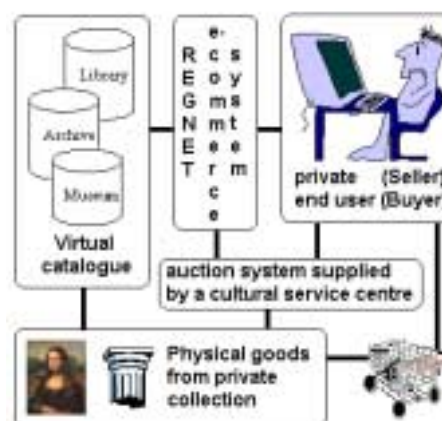 Library
Archive
Museum
Virtual
catalogue
REGNET
e-commerce
system
private (Seller)
end user (Buyer)
auction system supplied
by a cultural service centre
Physical goods
from private
collection